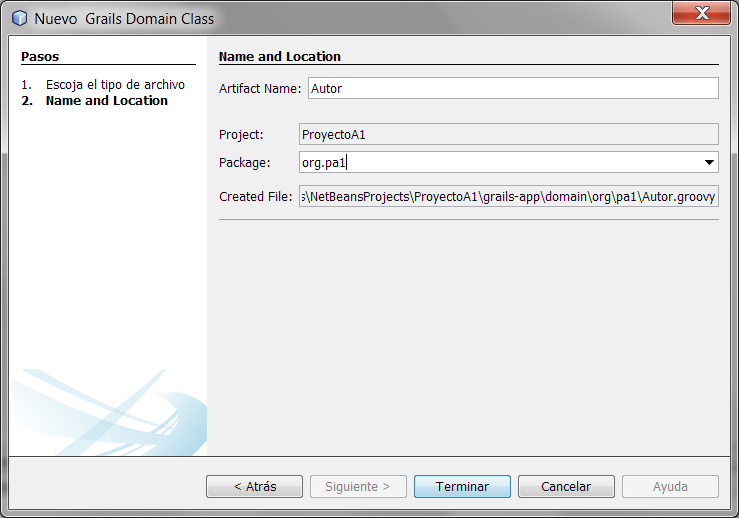 Nuevo  Grails Domain Class
Pasos
1. Escoja el tipo de archivo
2. Name and Location
Name and Location
Artifact Name: Autor
Project: ProyectoA1
Package: org.pa1
Created File: s\NetBeansProjects\ProyectoA1\grails-app\domain\org\pa1\Autor.groovy
< Atrás Siguiente > Terminar Cancelar Ayuda